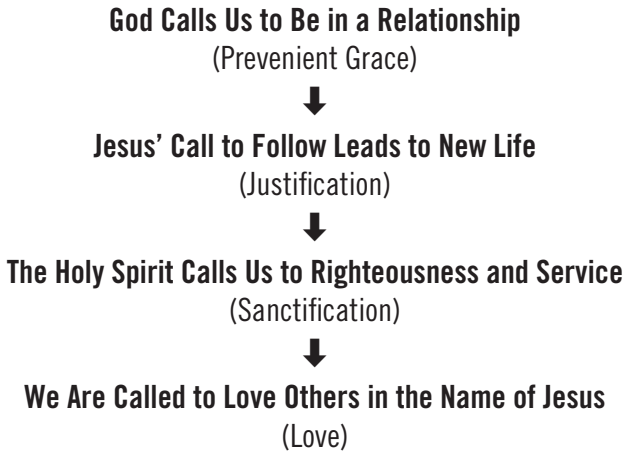 God Calls Us to Be in a Relationship
(Prevenient Grace)
Jesus’ Call to Follow Leads to New Life
(Justification)
The Holy Spirit Calls Us to Righteousness and Service
(Sanctification)
We Are Called to Love Others in the Name of Jesus
(Love)